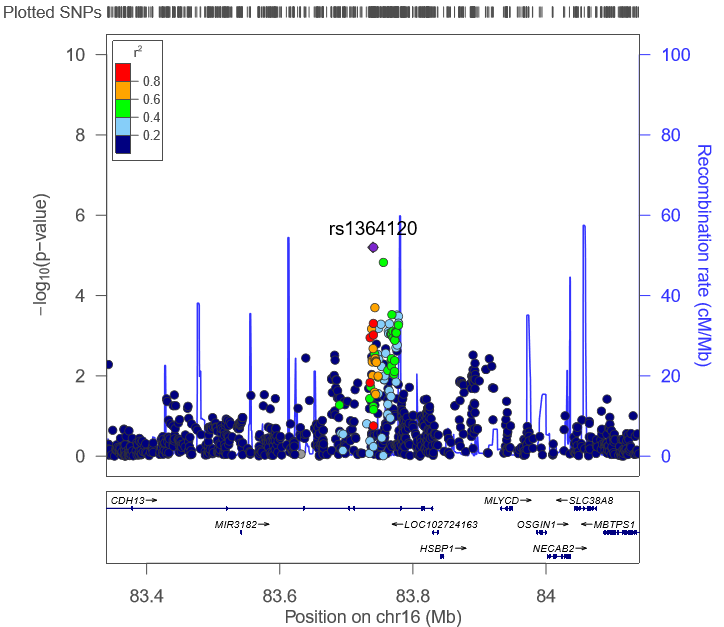 Plotted SNPs
10
8
6
4
2
0
−log10(p−value)
r2
0.8
0.6
0.4
0.2
rs1364120
100
80
60
40
20
0
Recombination rate (cM/Mb)
CDH13
MLYCD
SLC38A8
MIR3182
LOC102724163
OSGIN1
MBTPS1
HSBP1
NECAB2
83.4
83.6
83.8
84
Position on chr16 (Mb)